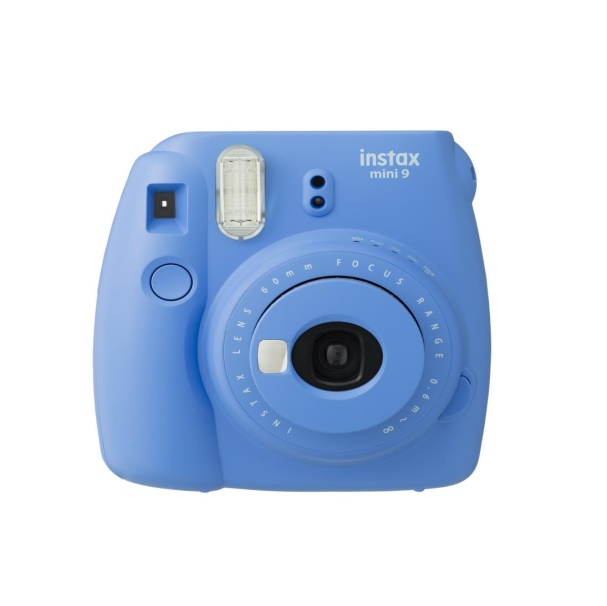 instax
mini 9
INSTAX LENS 60mm FOCUS RANGE 0.6m ~ ∞